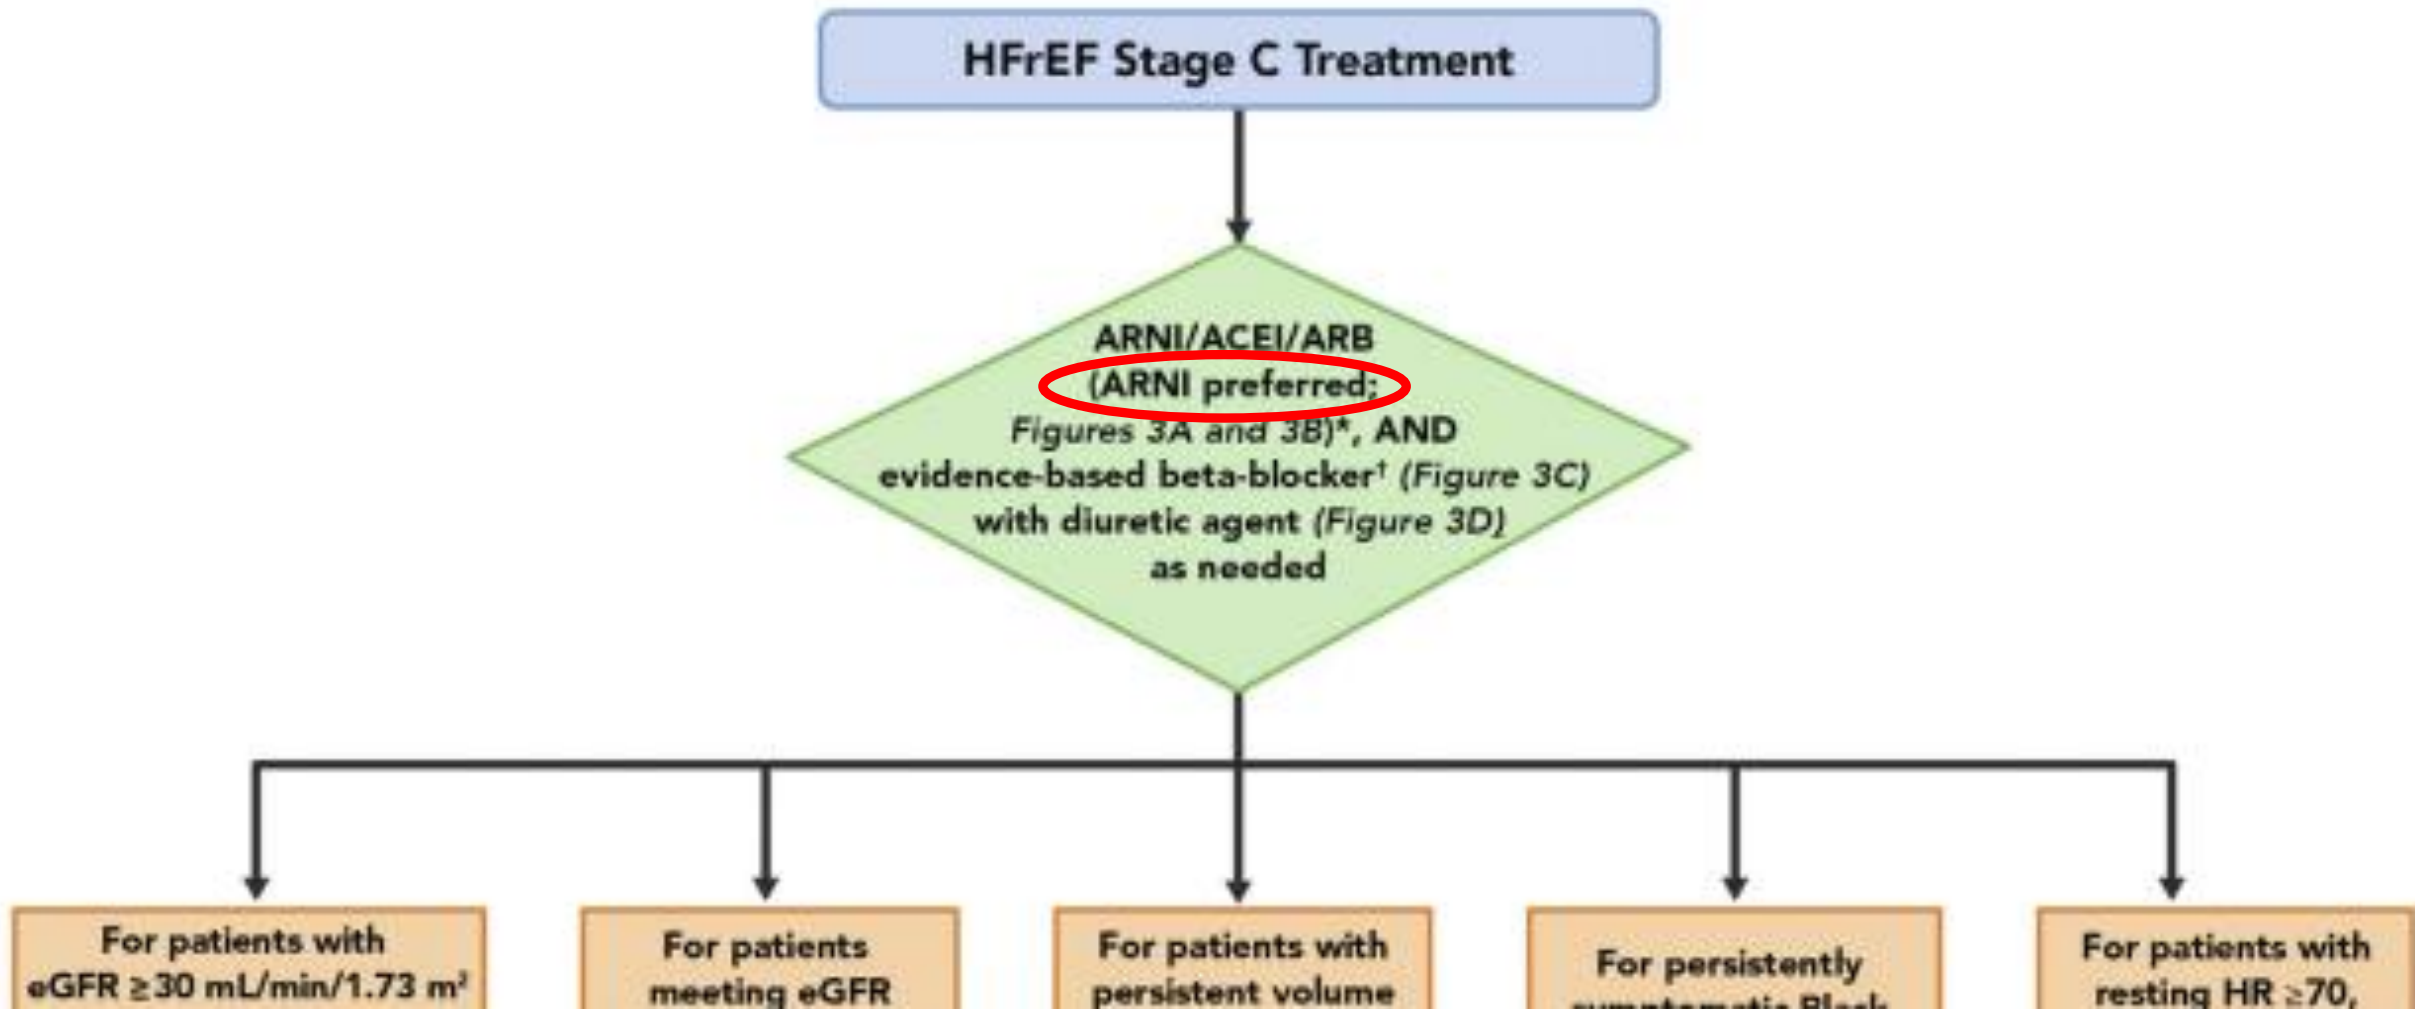 HFrEF Stage C Treatment
ARNI/ACEI/ARB
(ARNI preferred;
Figures 3A and 3B)*, AND
evidence-based beta-blocker† (Figure 3C)
with diuretic agent (Figure 3D)
as needed
For patients with
eGFR ≥30 mL/min/1.73 m²
For patients
meeting eGFR
For patients with
persistent volume
For persistently
symptomatic Black
For patients with
resting HR ≥70,